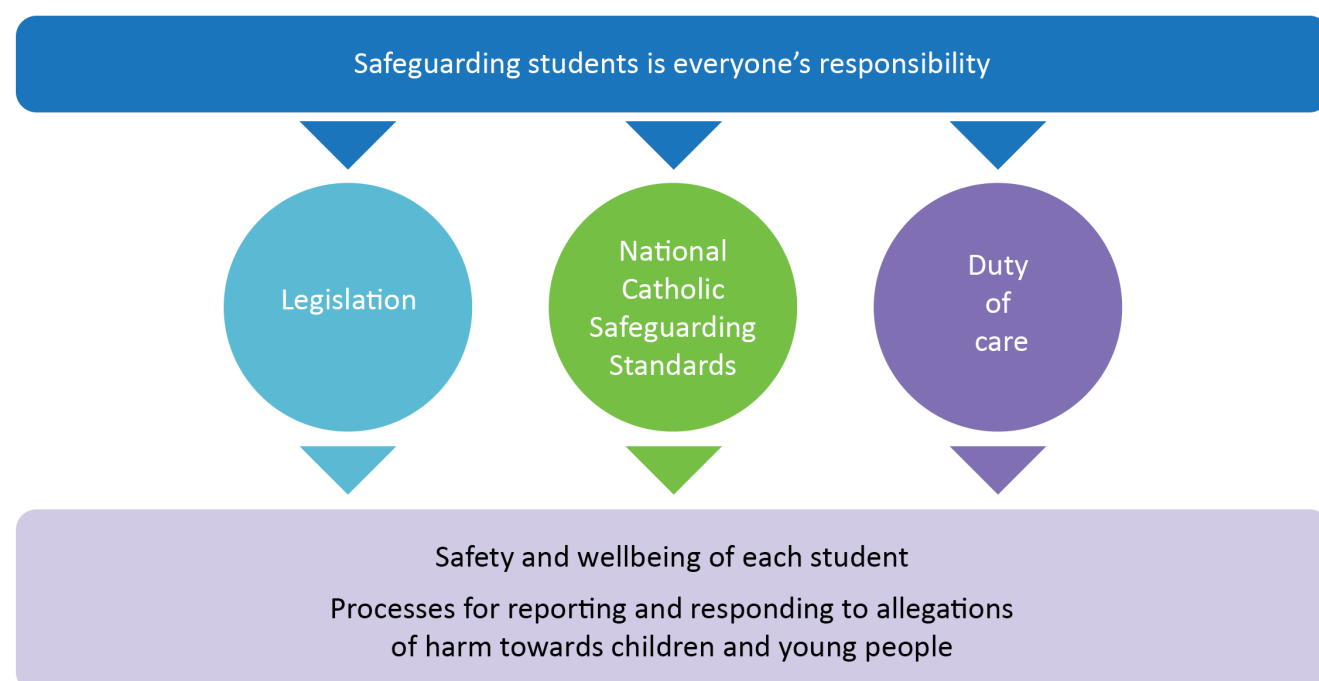 Safeguarding students is everyone’s responsibility
Legislation
National
Catholic
Safeguarding
Standards
Duty
of
care
Safety and wellbeing of each student
Processes for reporting and responding to allegations
of harm towards children and young people